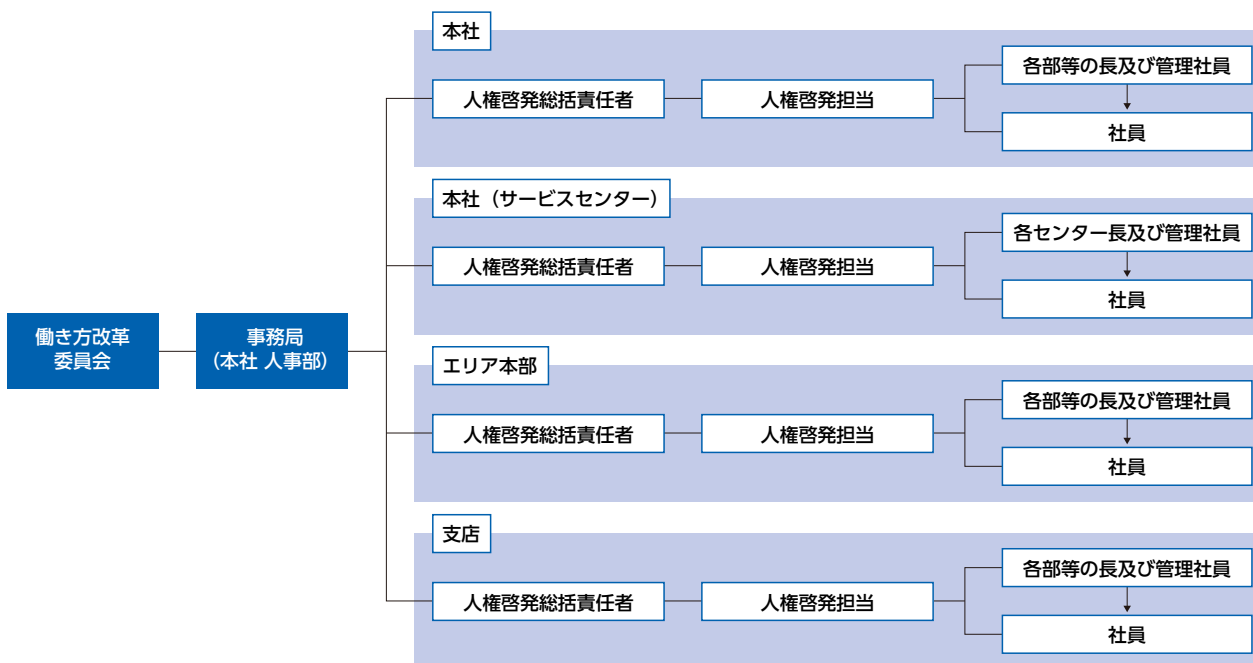 働き方改革
委員会
事務局
（本社 人事部）
本社
人権啓発総括責任者
人権啓発担当
各部等の長及び管理社員
社員
本社（サービスセンター）
人権啓発総括責任者
人権啓発担当
各センター長及び管理社員
社員
エリア本部
人権啓発総括責任者
人権啓発担当
各部等の長及び管理社員
社員
支店
人権啓発総括責任者
人権啓発担当
各部等の長及び管理社員
社員